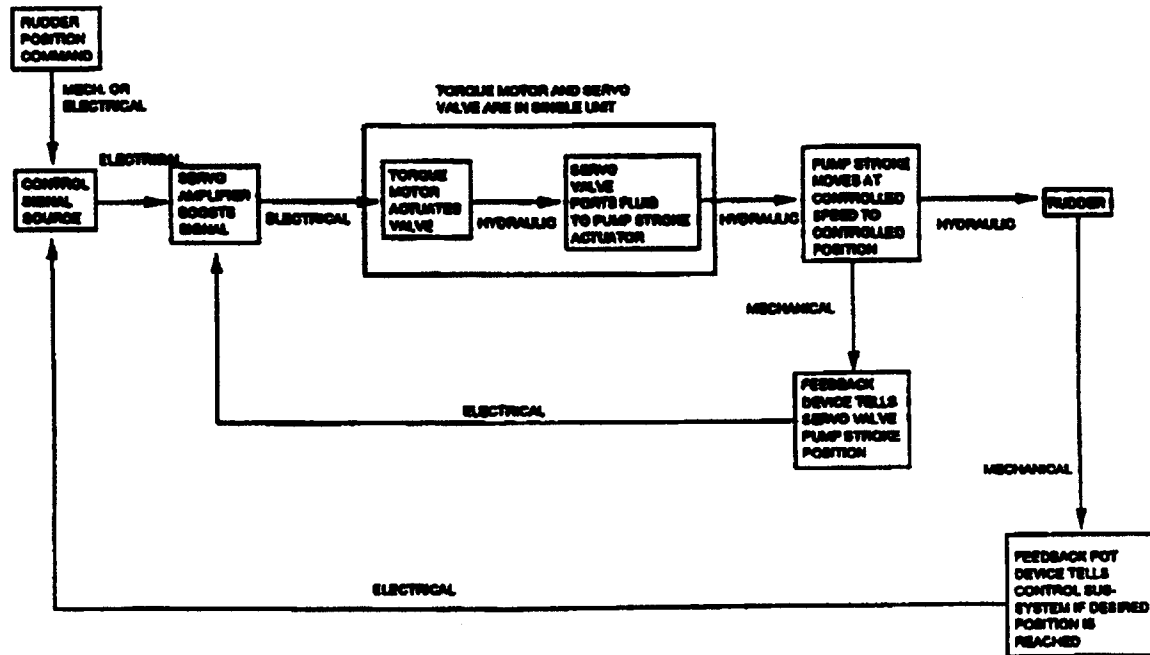 RUDDER
POSITION
COMMAND
MECH. OR
ELECTRICAL
TORQUE MOTOR AND SERVO
VALVE ARE IN SINGLE UNIT
CONTROL
SIGNAL
SOURCE
ELECTRICAL
SERVO
AMPLIFIER
BOOSTS
SIGNAL
ELECTRICAL
TORQUE
MOTOR
ACTUATES
VALVE
HYDRAULIC
SERVO
VALVE
PORTS FLUID
TO PUMP STROKE
ACTUATOR
HYDRAULIC
PUMP STROKE
MOVES AT
CONTROLLED
SPEED TO
CONTROLLED
POSITION
HYDRAULIC
RUDDER
MECHANICAL
FEEDBACK
DEVICE TELLS
SERVO VALVE
PUMP STROKE
POSITION
ELECTRICAL
MECHANICAL
FEEDBACK POT
DEVICE TELLS
CONTROL SUB-
SYSTEM IF DESIRED
POSITION IS
REACHED
ELECTRICAL